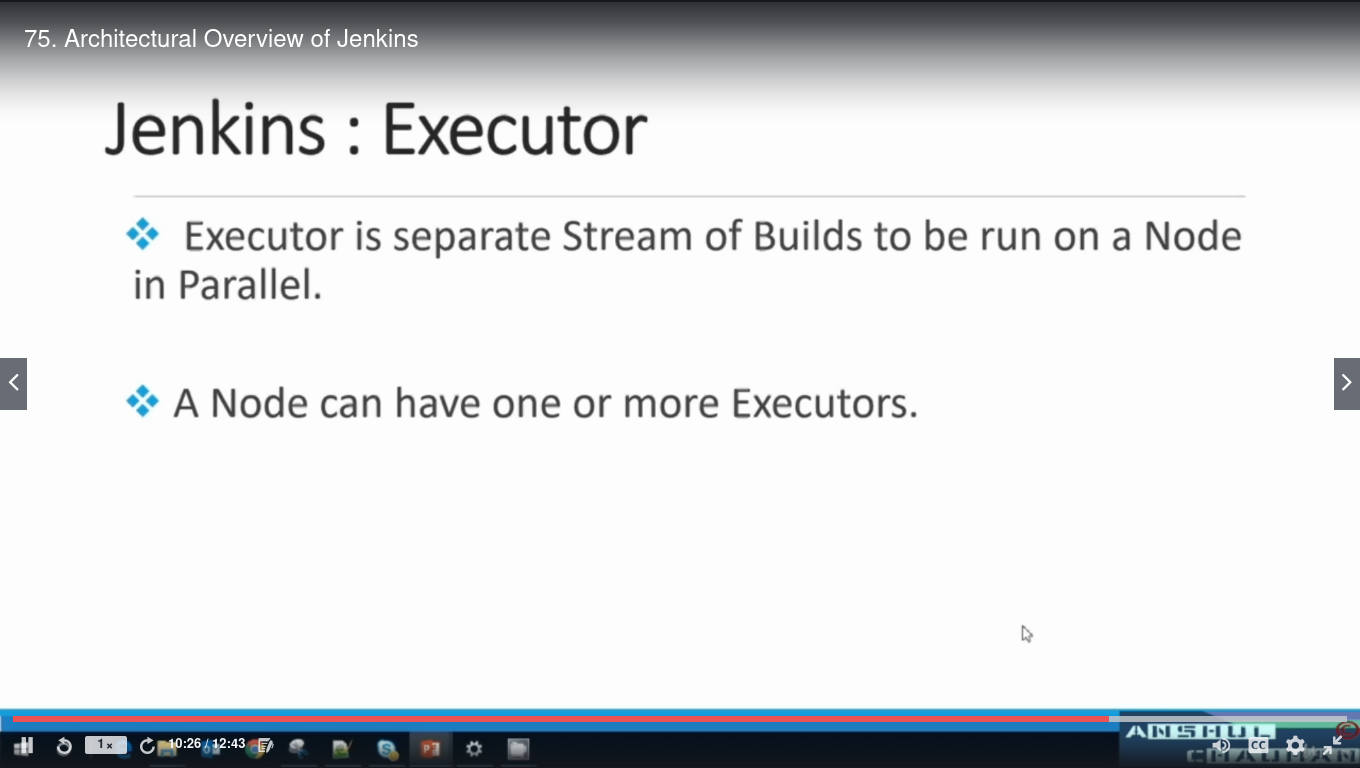 75. Architectural Overview of Jenkins
Jenkins : Executor
Executor is separate Stream of Builds to be run on a Node
in Parallel.
A Node can have one or more Executors.
ANSHUL
CHAUHAN
1 x
10:26 / 12:43
CC